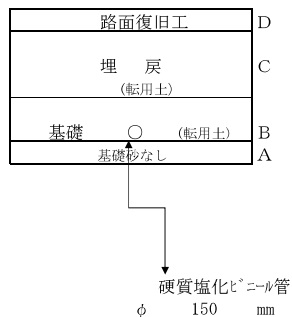 路面復旧工 D
埋 戻 C
(転用土)
基礎 ○ (転用土) B
基礎砂なし A
硬質塩化ﾋﾞﾆｰﾙ管
φ 150 mm